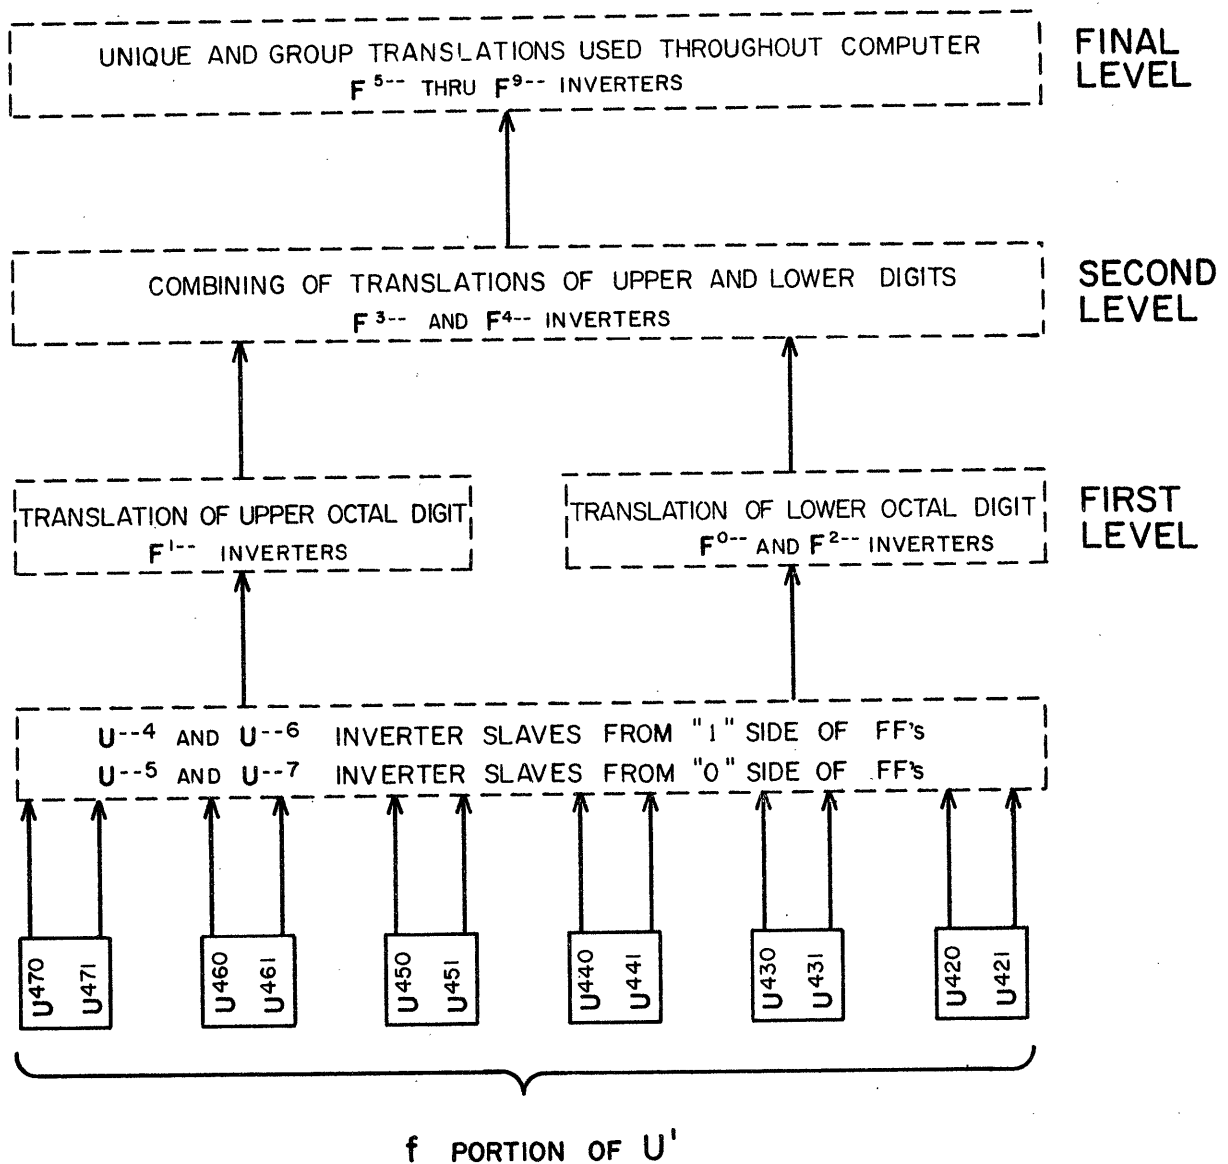 UNIQUE AND GROUP TRANSLATIONS USED THROUGHOUT COMPUTER
F5-- THRU F9-- INVERTERS
FINAL
LEVEL
COMBINING OF TRANSLATIONS OF UPPER AND LOWER DIGITS
F3-- AND F4-- INVERTERS
SECOND
LEVEL
TRANSLATION OF UPPER OCTAL DIGIT
F1-- INVERTERS
TRANSLATION OF LOWER OCTAL DIGIT
F0-- AND F2-- INVERTERS
FIRST
LEVEL
U--4 AND U--6 INVERTER SLAVES FROM "1" SIDE OF FF's
U--5 AND U--7 INVERTER SLAVES FROM "0" SIDE OF FF's
U470
U471
U460
U461
U450
U451
U440
U441
U430
U431
U420
U421
f PORTION OF U'